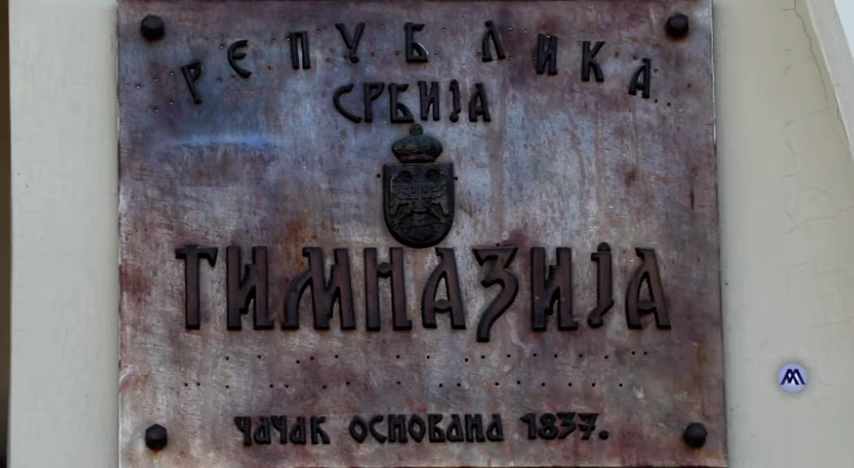 РЕПУБЛИКА
СРБИЈА
ГИМНАЗИЈА
ЧАЧАК ОСНОВАНА 1837.